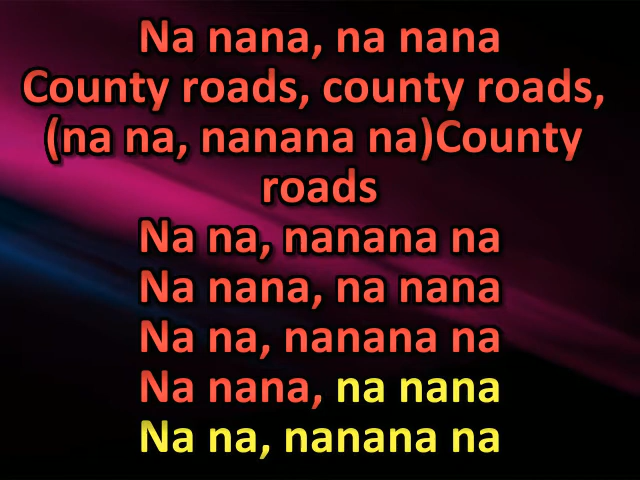 Na nana, na nana
County roads, county roads,
(na na, nanana na)County
roads
Na na, nanana na
Na nana, na nana
Na na, nanana na
Na nana, na nana
Na na, nanana na